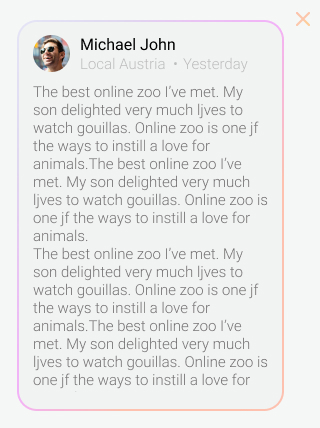 Michael John
Local Austria • Yesterday
The best online zoo I've met. My
son delighted very much ljves to
watch gouillas. Online zoo is one jf
the ways to instill a love for
animals.The best online zoo I've
met. My son delighted very much
ljves to watch gouillas. Online zoo is
one jf the ways to instill a love for
animals.
The best online zoo I've met. My
son delighted very much ljves to
watch gouillas. Online zoo is one jf
the ways to instill a love for
animals.The best online zoo I've
met. My son delighted very much
ljves to watch gouillas. Online zoo is
one jf the ways to instill a love for